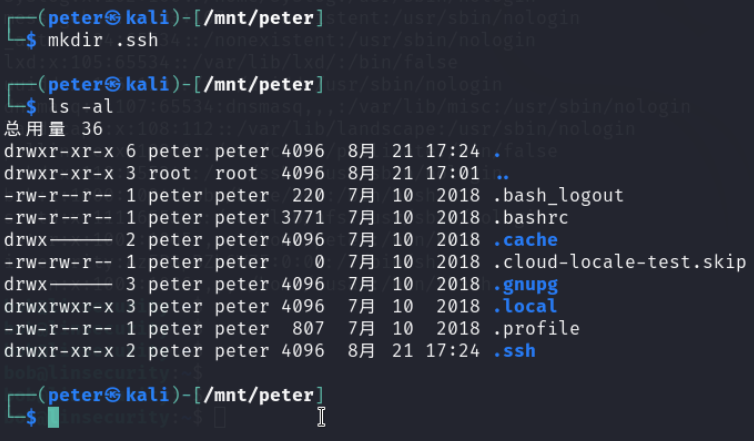 ┌──(peter㉿kali)-[/mnt/peter]
└─$ mkdir .ssh
┌──(peter㉿kali)-[/mnt/peter]
└─$ ls -al
总用量 36
drwxr-xr-x 6 peter peter 4096  8月 21 17:24 .
drwxr-xr-x 3 root  root  4096  8月 21 17:01 ..
-rw-r--r-- 1 peter peter  220  7月 10  2018 .bash_logout
-rw-r--r-- 1 peter peter 3771  7月 10  2018 .bashrc
drwx------ 2 peter peter 4096  7月 10  2018 .cache
-rw-rw-r-- 1 peter peter    0  7月 10  2018 .cloud-locale-test.skip
drwx------ 3 peter peter 4096  7月 10  2018 .gnupg
drwxrwxr-x 3 peter peter 4096  7月 10  2018 .local
-rw-r--r-- 1 peter peter  807  7月 10  2018 .profile
drwxr-xr-x 2 peter peter 4096  8月 21 17:24 .ssh
┌──(peter㉿kali)-[/mnt/peter]
└─$